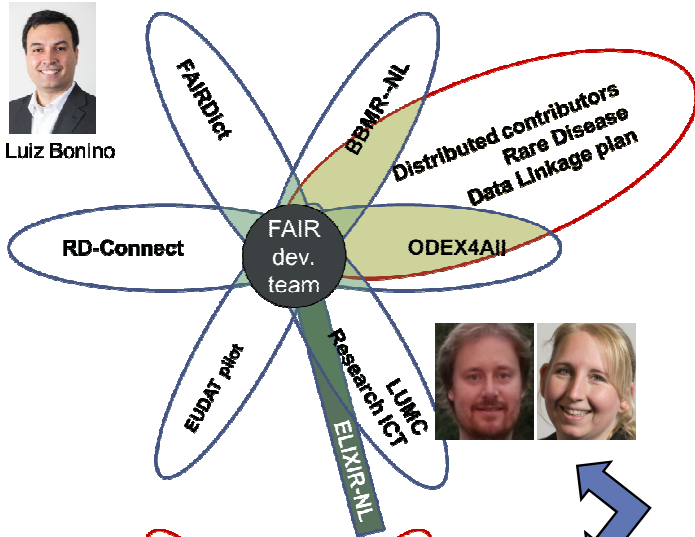 Luiz Bonino
FAIRDict
BBMR--NL
Distributed contributors
Rare Disease
Data Linkage plan
RD-Connect
FAIR
dev.
team
ODEX4All
EUDAT pilot
LUMC
Research ICT
ELIXIR-NL